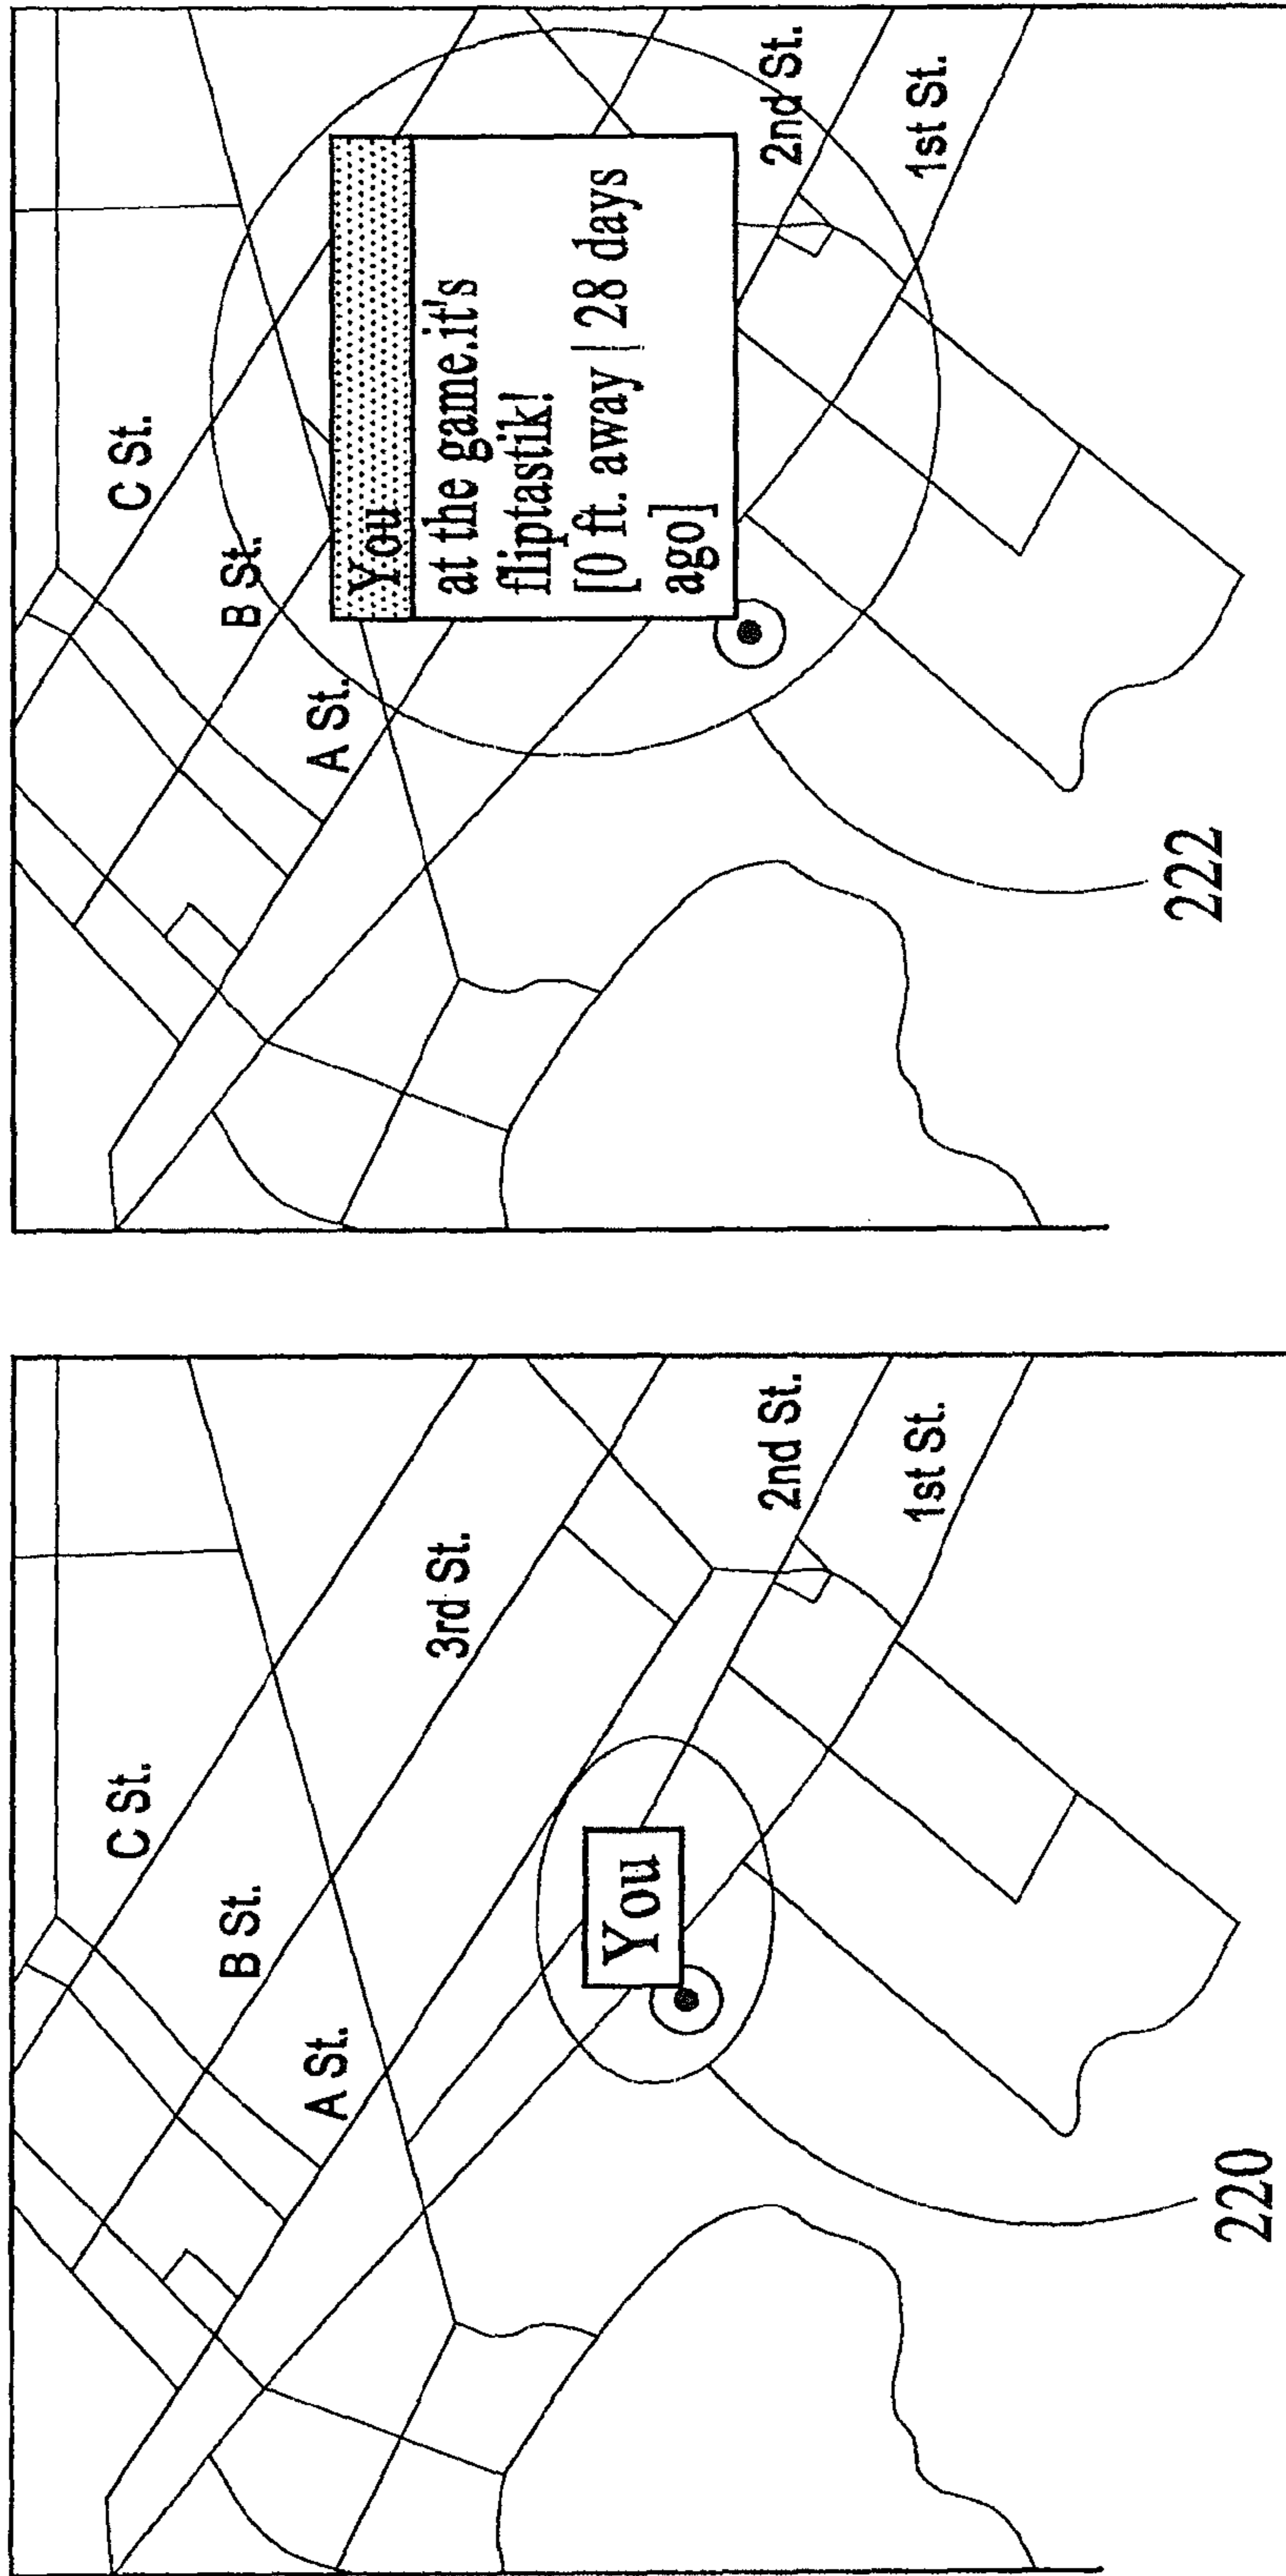 C St.
B St.
A St.
3rd St.
2nd St.
1st St.
You
220
C St.
B St.
A St.
2nd St.
1st St.
You
at the game.it's
fliptastik!
[0 ft. away | 28 days
ago]
222